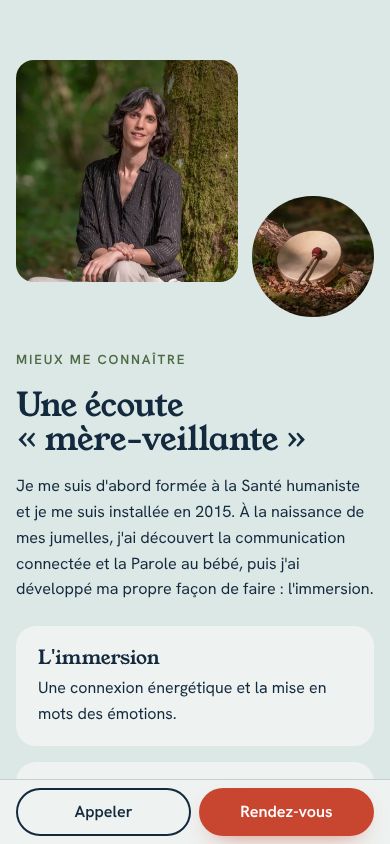 MIEUX ME CONNAÎTRE
Une écoute
« mère-veillante »
Je me suis d'abord formée à la Santé humaniste
et je me suis installée en 2015. À la naissance de
mes jumelles, j'ai découvert la communication
connectée et la Parole au bébé, puis j'ai
développé ma propre façon de faire : l'immersion.
L'immersion
Une connexion énergétique et la mise en
mots des émotions.
Appeler
Rendez-vous